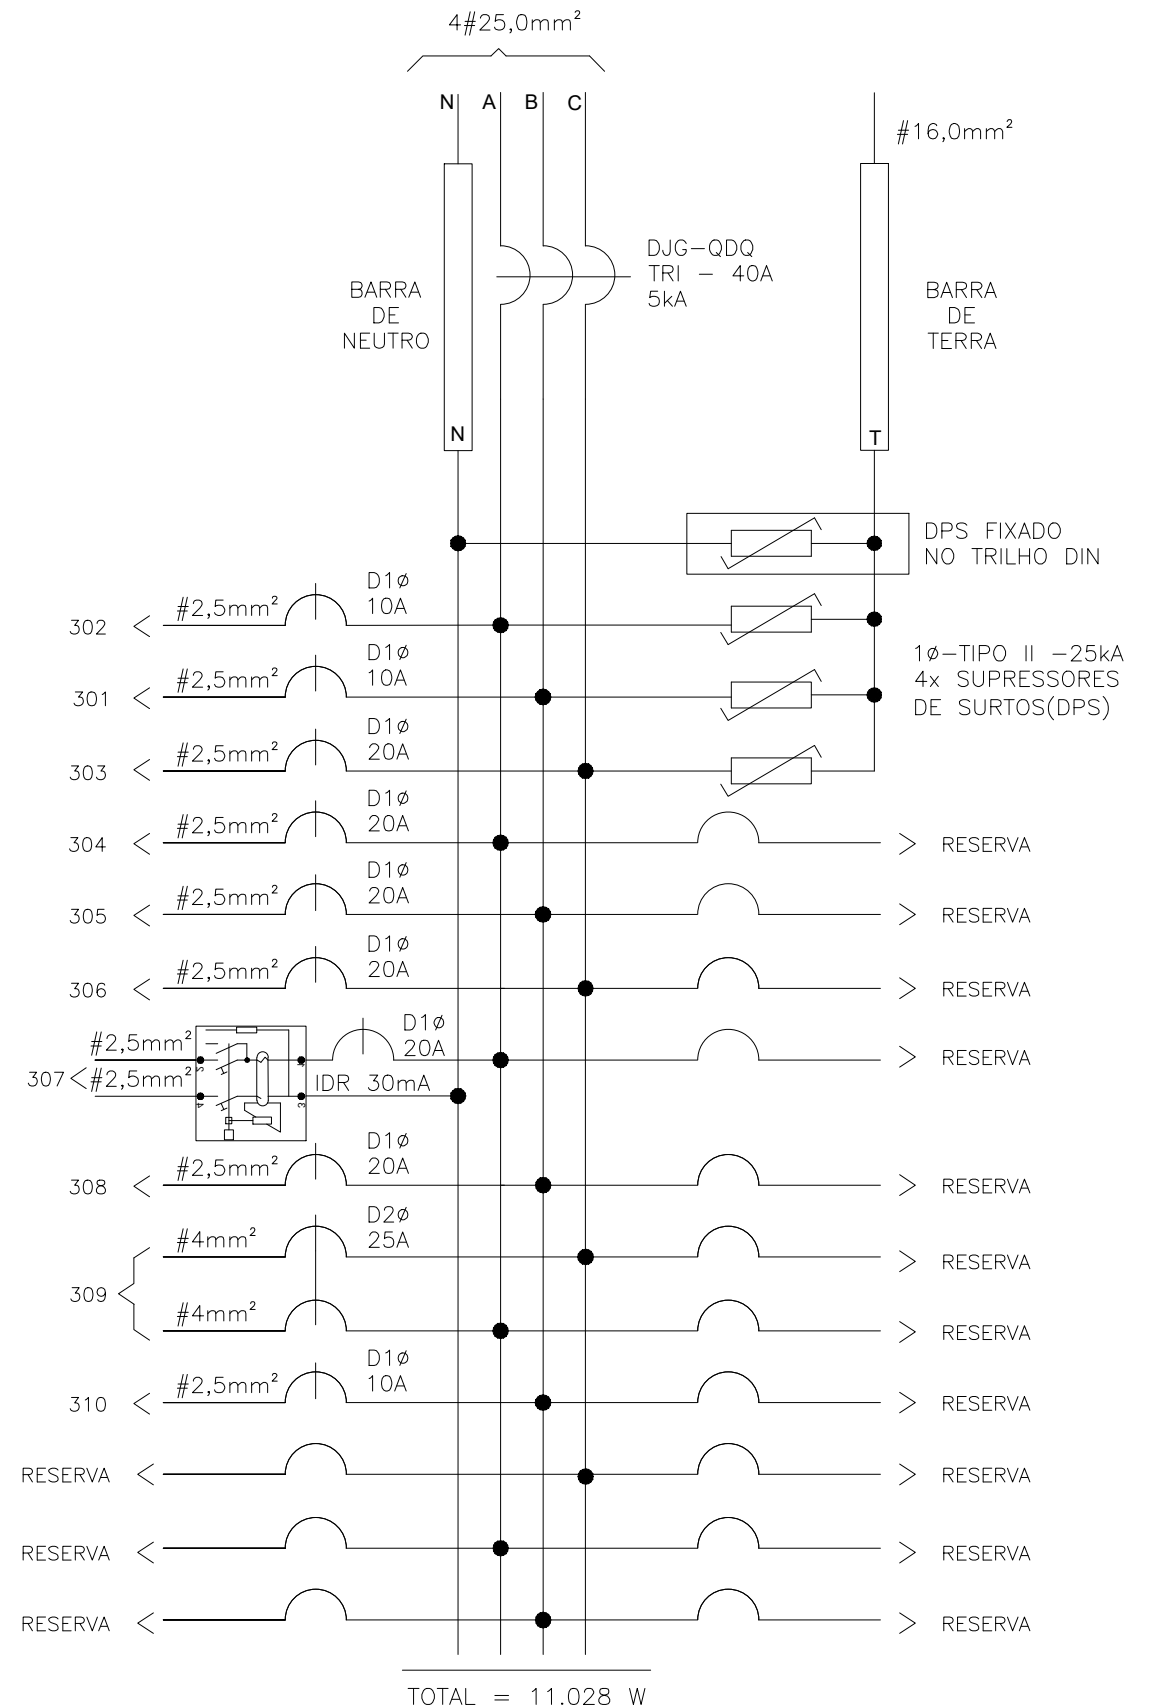 4#25,0mm²
N A B C
#16,0mm²
DJG-QDQ
TRI - 40A
5kA
BARRA
DE
NEUTRO
BARRA
DE
TERRA
N
T
DPS FIXADO
NO TRILHO DIN
302 #2,5mm² D1ø
10A
301 #2,5mm² D1ø
10A
1ø-TIPO II -25kA
4x SUPRESSORES
DE SURTOS(DPS)
303 #2,5mm² D1ø
20A
304 #2,5mm² D1ø
20A
RESERVA
305 #2,5mm² D1ø
20A
RESERVA
306 #2,5mm² D1ø
20A
RESERVA
#2,5mm² D1ø
20A
RESERVA
307 #2,5mm² IDR 30mA
4 3
308 #2,5mm² D1ø
20A
RESERVA
#4mm² D2ø
25A
RESERVA
309
#4mm²
RESERVA
310 #2,5mm² D1ø
10A
RESERVA
RESERVA RESERVA
RESERVA RESERVA
RESERVA RESERVA
TOTAL = 11.028 W